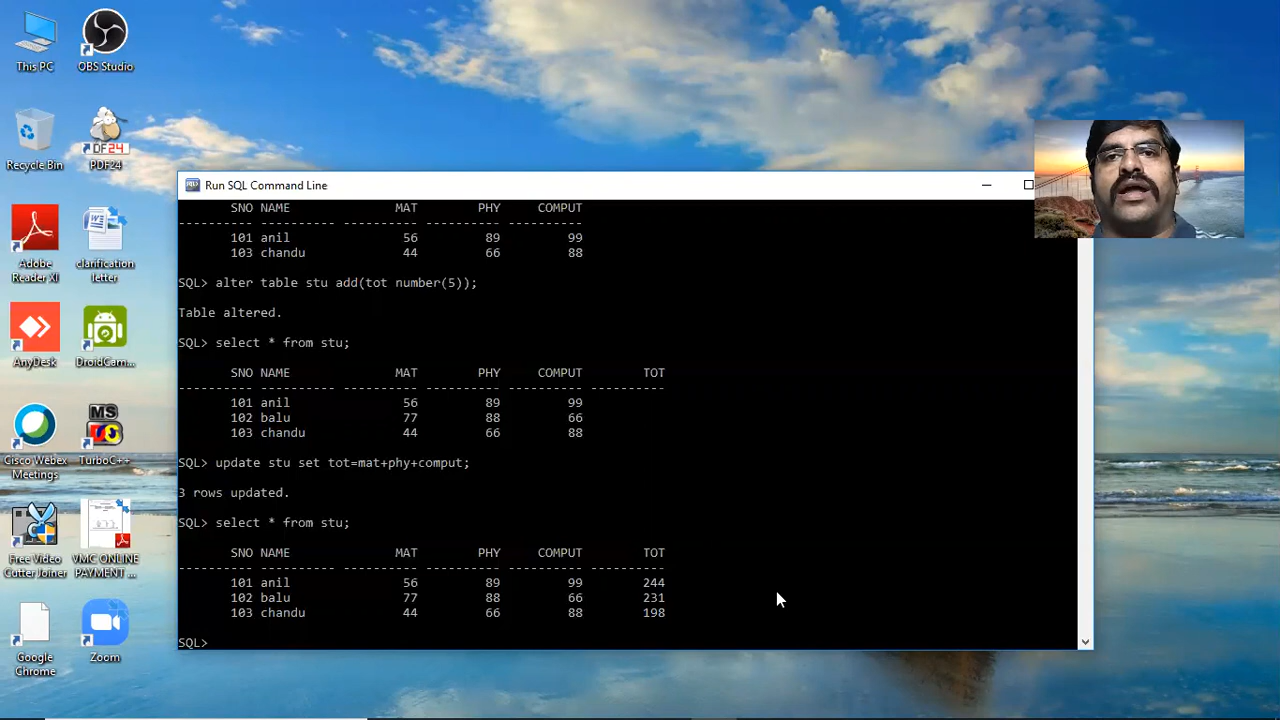 This PC
OBS Studio
Recycle Bin
DF24
PDF24
Adobe
Reader XI
clarification
letter
AnyDesk
DroidCam...
Cisco Webex
Meetings
MS
TurboC++
Free Video
Cutter Joiner
VMC ONLINE
PAYMENT ...
Google
Chrome
Zoom
Run SQL Command Line
SNO NAME MAT PHY COMPUT
---------- ---------- ---------- ---------- ----------
101 anil 56 89 99
103 chandu 44 66 88
SQL> alter table stu add(tot number(5));
Table altered.
SQL> select * from stu;
SNO NAME MAT PHY COMPUT TOT
---------- ---------- ---------- ---------- ---------- ----------
101 anil 56 89 99
102 balu 77 88 66
103 chandu 44 66 88
SQL> update stu set tot=mat+phy+comput;
3 rows updated.
SQL> select * from stu;
SNO NAME MAT PHY COMPUT TOT
---------- ---------- ---------- ---------- ---------- ----------
101 anil 56 89 99 244
102 balu 77 88 66 231
103 chandu 44 66 88 198
SQL>